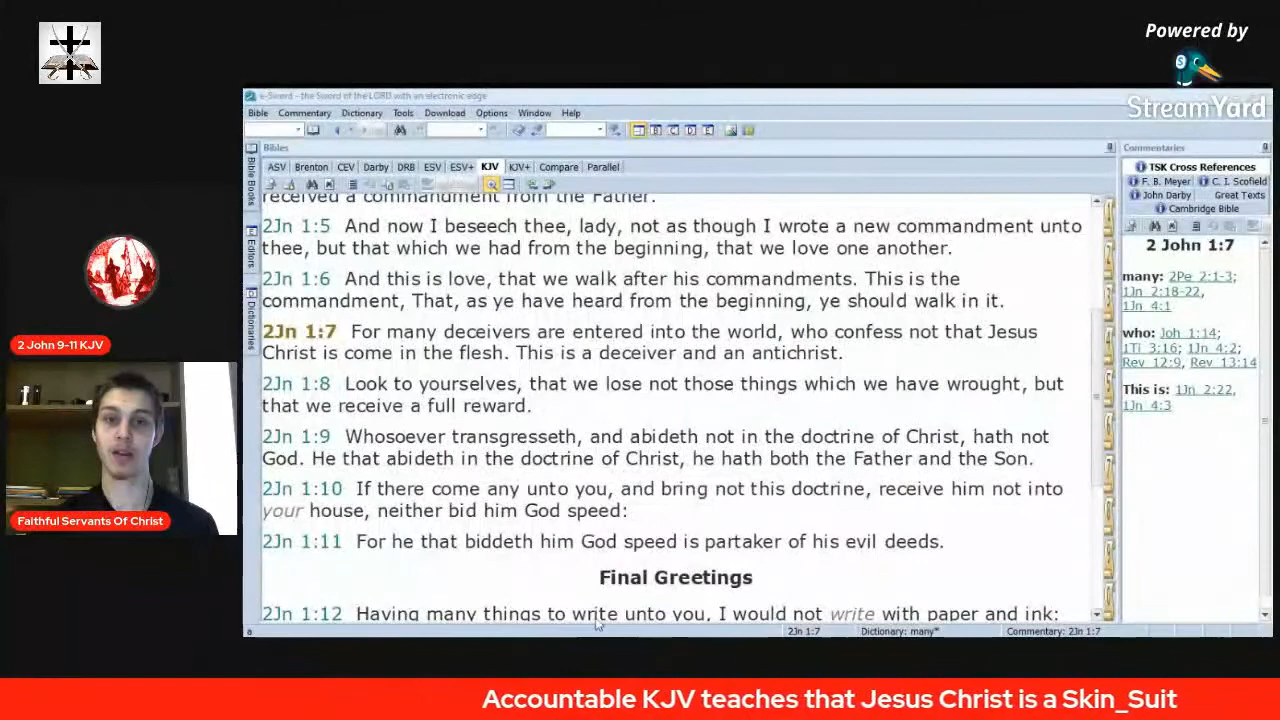 Powered by
StreamYard
e-Sword - the Sword of the LORD with an electronic edge
Bible Commentary Dictionary Tools Download Options Window Help
Bibles
ASV Brenton CEV Darby DRB ESV ESV+ KJV KJV+ Compare Parallel
Bible Books
Editors
Dictionaries
received a commandment from the Father.
2Jn 1:5 And now I beseech thee, lady, not as though I wrote a new commandment unto
thee, but that which we had from the beginning, that we love one another.
2Jn 1:6 And this is love, that we walk after his commandments. This is the
commandment, That, as ye have heard from the beginning, ye should walk in it.
2Jn 1:7 For many deceivers are entered into the world, who confess not that Jesus
Christ is come in the flesh. This is a deceiver and an antichrist.
2Jn 1:8 Look to yourselves, that we lose not those things which we have wrought, but
that we receive a full reward.
2Jn 1:9 Whosoever transgresseth, and abideth not in the doctrine of Christ, hath not
God. He that abideth in the doctrine of Christ, he hath both the Father and the Son.
2Jn 1:10 If there come any unto you, and bring not this doctrine, receive him not into
your house, neither bid him God speed:
2Jn 1:11 For he that biddeth him God speed is partaker of his evil deeds.
Final Greetings
2Jn 1:12 Having many things to write unto you, I would not write with paper and ink:
Commentaries
TSK Cross References
F. B. Meyer C. I. Scofield
John Darby Great Texts
Cambridge Bible
2 John 1:7
many: 2Pe 2:1-3;
1Jn 2:18-22,
1Jn 4:1
who: Joh 1:14;
1Ti 3:16; 1Jn 4:2;
Rev 12:9, Rev 13:14
This is: 1Jn 2:22,
1Jn 4:3
a 2Jn 1:7 Dictionary: many* Commentary: 2Jn 1:7
2 John 9-11 KJV
Faithful Servants Of Christ
Accountable KJV teaches that Jesus Christ is a Skin_Suit